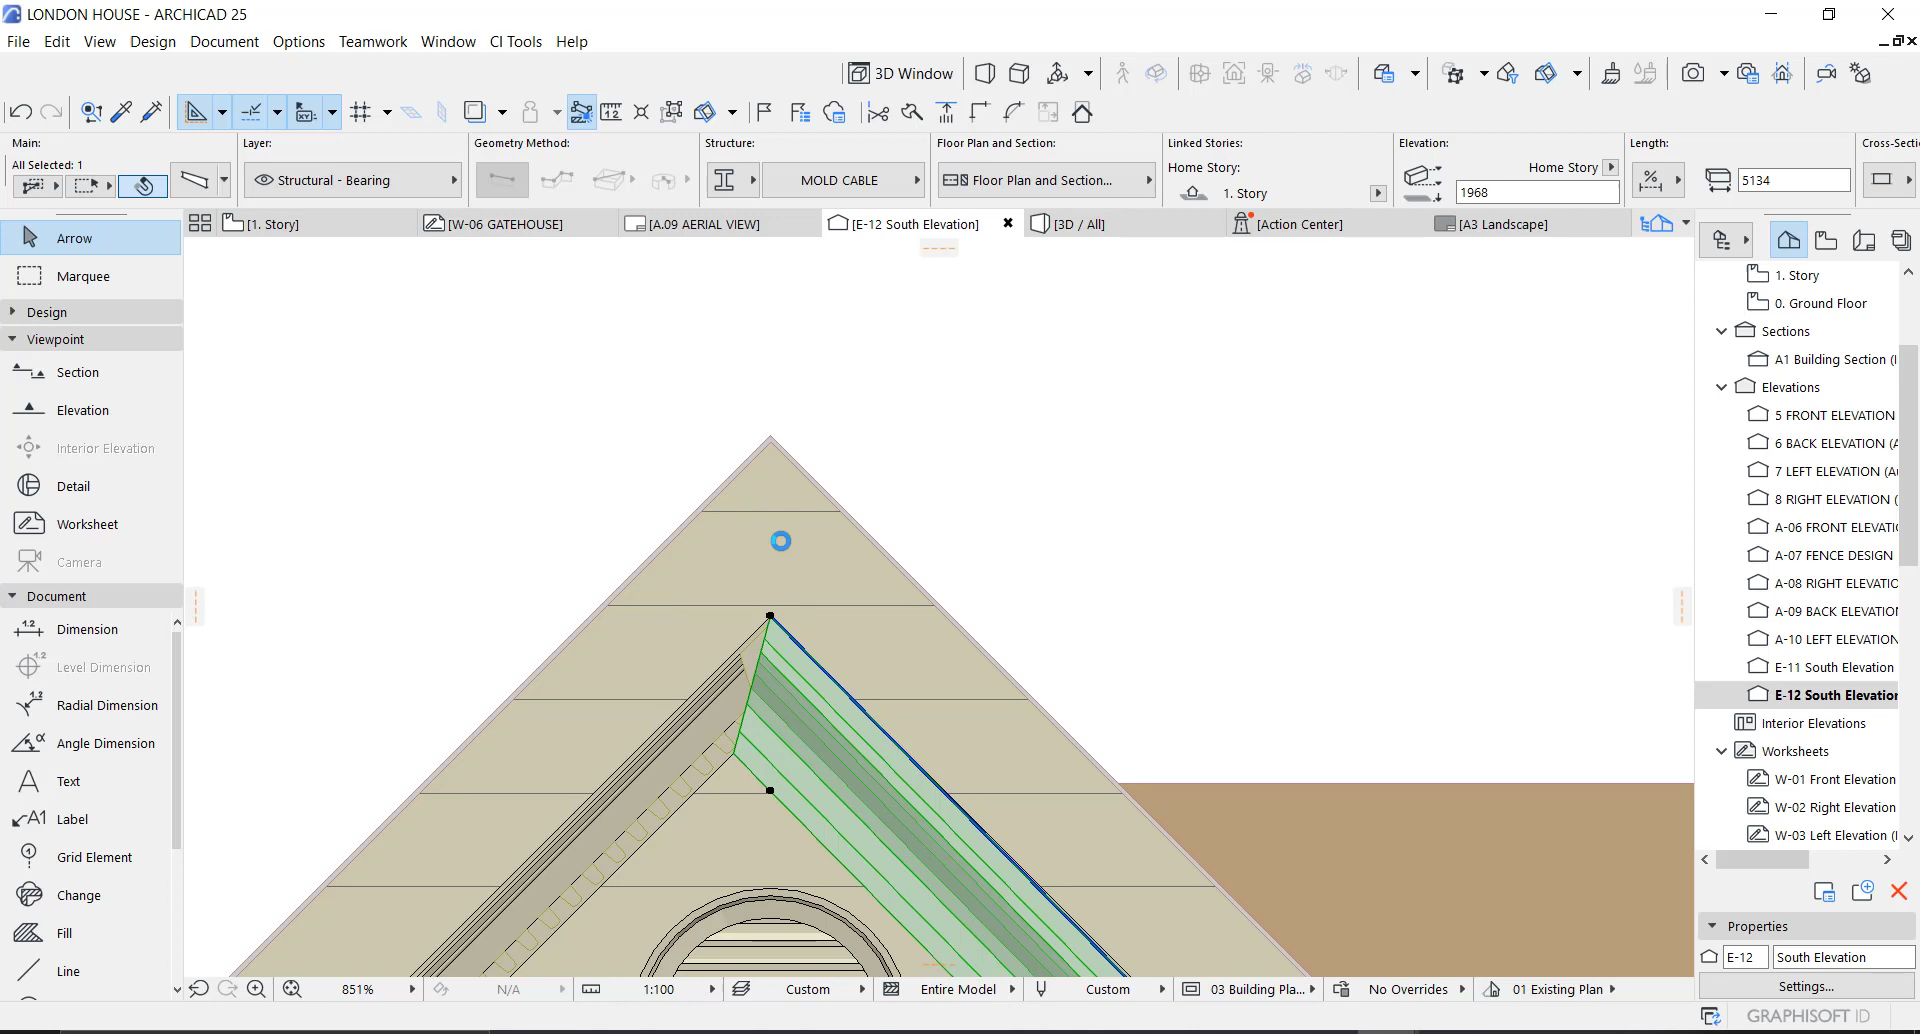 LONDON HOUSE - ARCHICAD 25
File Edit View Design Document Options Teamwork Window CI Tools Help
3D Window
Main:
All Selected: 1
Layer:
Structural - Bearing
Geometry Method:
Structure:
MOLD CABLE
Floor Plan and Section:
Floor Plan and Section...
Linked Stories:
Home Story:
1. Story
Elevation:
Home Story
1968
Length:
5134
Cross-Secti
[1. Story]
[W-06 GATEHOUSE]
[A.09 AERIAL VIEW]
[E-12 South Elevation]
[3D / All]
[Action Center]
[A3 Landscape]
Arrow
Marquee
Design
Viewpoint
Section
Elevation
Interior Elevation
Detail
Worksheet
Camera
Document
Dimension
Level Dimension
Radial Dimension
Angle Dimension
Text
Label
Grid Element
Change
Fill
Line
1. Story
0. Ground Floor
Sections
A1 Building Section (I
Elevations
5 FRONT ELEVATION
6 BACK ELEVATION (A
7 LEFT ELEVATION (A
8 RIGHT ELEVATION (
A-06 FRONT ELEVATI
A-07 FENCE DESIGN
A-08 RIGHT ELEVATIO
A-09 BACK ELEVATION
A-10 LEFT ELEVATION
E-11 South Elevation
E-12 South Elevation
Interior Elevations
Worksheets
W-01 Front Elevation
W-02 Right Elevation
W-03 Left Elevation (I
Properties
E-12 South Elevation
Settings...
851%
N/A
1:100
Custom
Entire Model
Custom
03 Building Pla...
No Overrides
01 Existing Plan
GRAPHISOFT ID